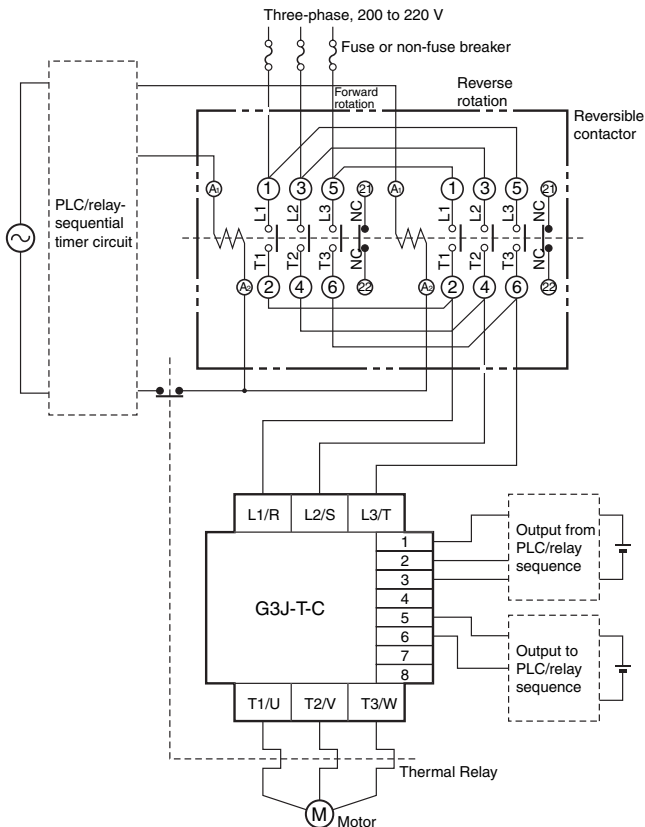 Three-phase, 200 to 220 V
Fuse or non-fuse breaker
Forward
rotation
Reverse
rotation
Reversible
contactor
PLC/relay-
sequential
timer circuit
A1 1 3 5 21 A1 1 3 5 21
L1 L2 L3 NC L1 L2 L3 NC
T1 T2 T3 NC T1 T2 T3 NC
A2 2 4 6 22 A2 2 4 6 22
L1/R L2/S L3/T
1
2
3
4
5
6
7
8
G3J-T-C
Output from
PLC/relay
sequence
Output to
PLC/relay
sequence
T1/U T2/V T3/W
Thermal Relay
M
Motor